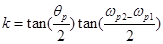 k = tan(θ_p/2) tan((ω_p2 − ω_p1)/2)